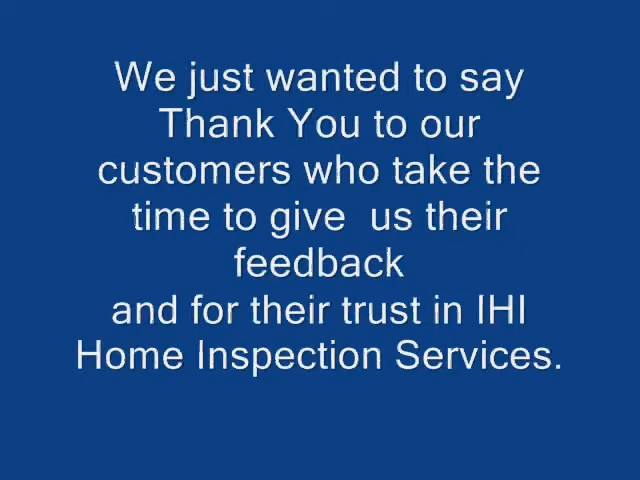 We just wanted to say
Thank You to our
customers who take the
time to give  us their
feedback
and for their trust in IHI
Home Inspection Services.